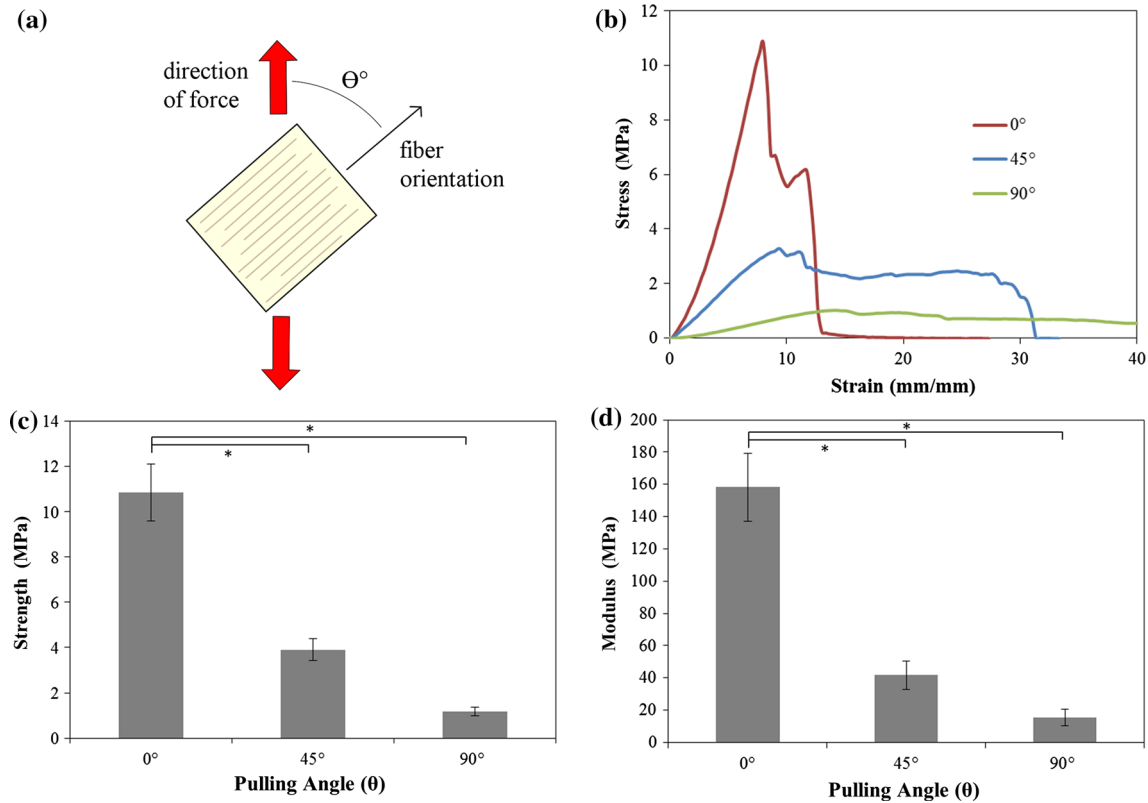 (a)
direction
of force
Ө°
fiber
orientation
(b)
12
10
8
6
4
2
0
Stress (MPa)
0°
45°
90°
0 10 20 30 40
Strain (mm/mm)
(c)
14
12
10
8
6
4
2
0
Strength (MPa)
*
*
0° 45° 90°
Pulling Angle (θ)
(d)
200
180
160
140
120
100
80
60
40
20
0
Modulus (MPa)
*
*
0° 45° 90°
Pulling Angle (θ)